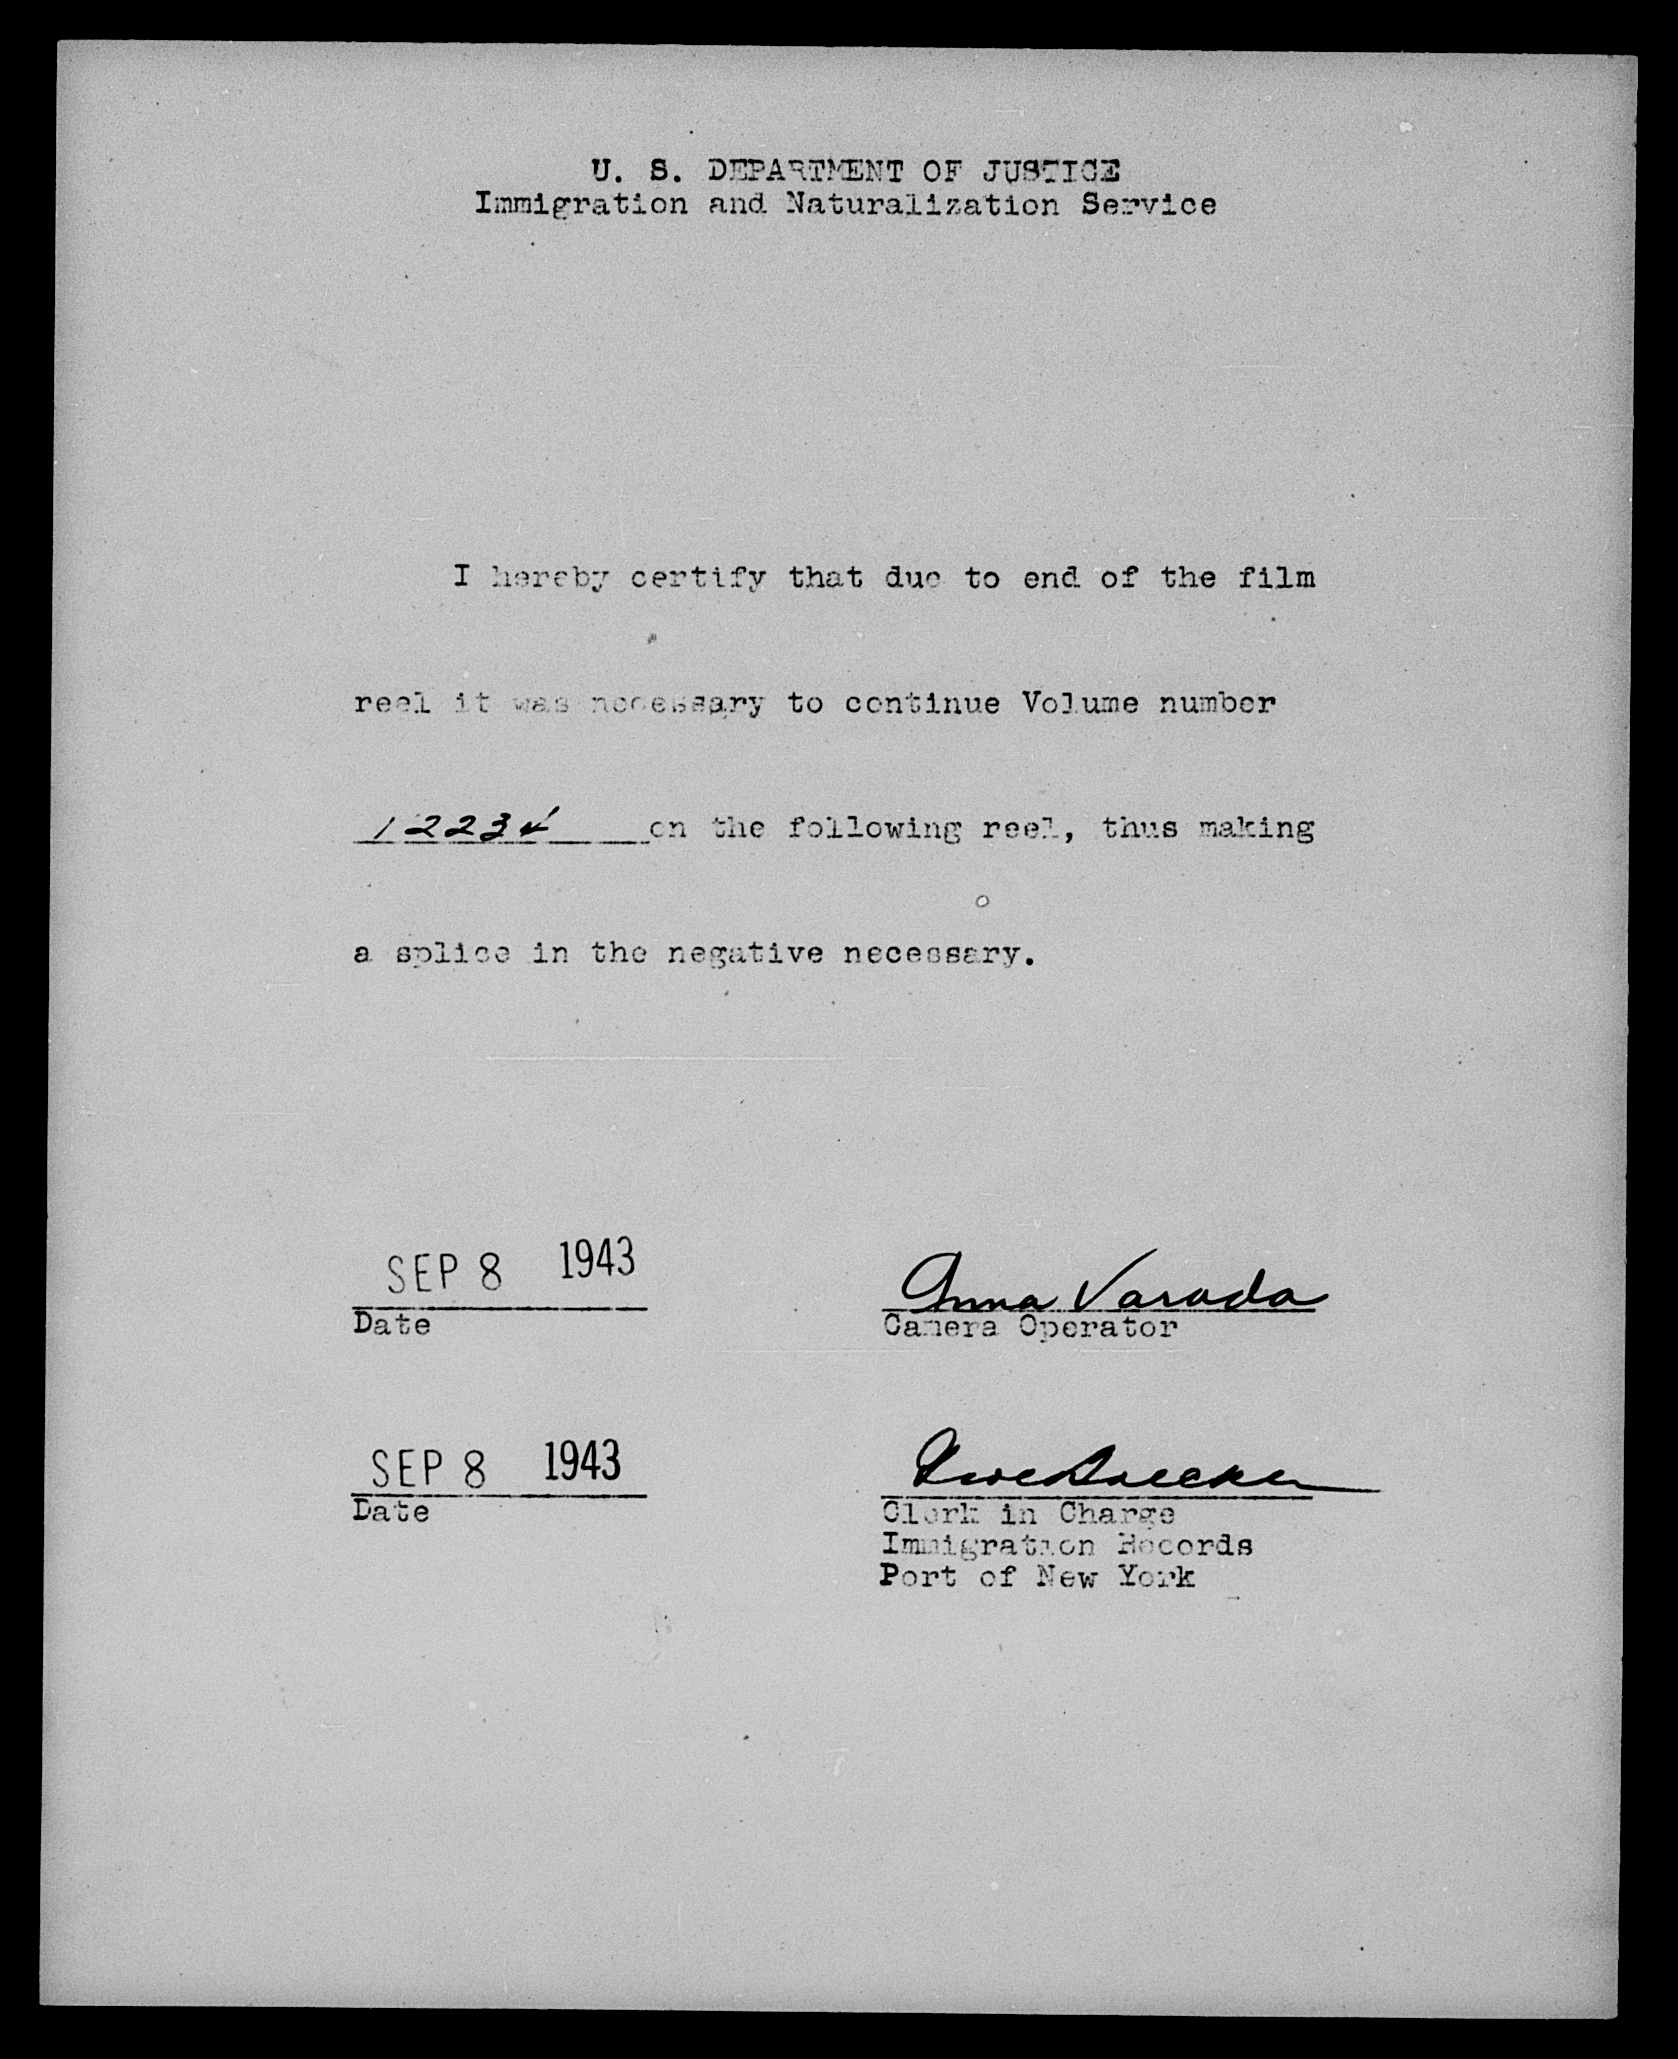 U. S. DEPARTMENT OF JUSTICE
Immigration and Naturalization Service
I hereby certify that due to end of the film
reel it was necessary to continue Volume number
12234 on the following reel, thus making
a splice in the negative necessary.
SEP 8 1943
Date
Anna Varada
Camera Operator
SEP 8 1943
Date
Clerk in Charge
Immigration Records
Port of New York